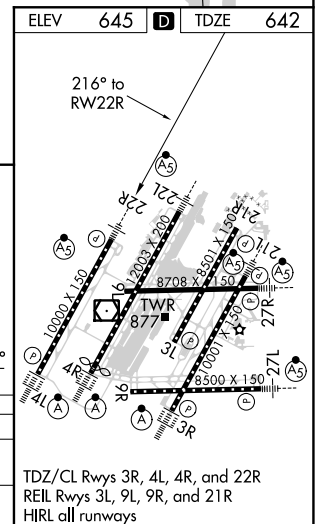 ELEV 645 D TDZE 642
216° to
RW22R
A5
22R
22L
A5
P
21R
10000 X 150
12003 X 200
8501 X 150
A5
21L
P
A5
9L
8708 X 150
P
TWR
877
27R
10001 X 150
3L
P
4R
9R
27L
A5
P
8500 X 150
P
4L
A
A
A
P
3R
TDZ/CL Rwys 3R, 4L, 4R, and 22R
REIL Rwys 3L, 9L, 9R, and 21R
HIRL all runways